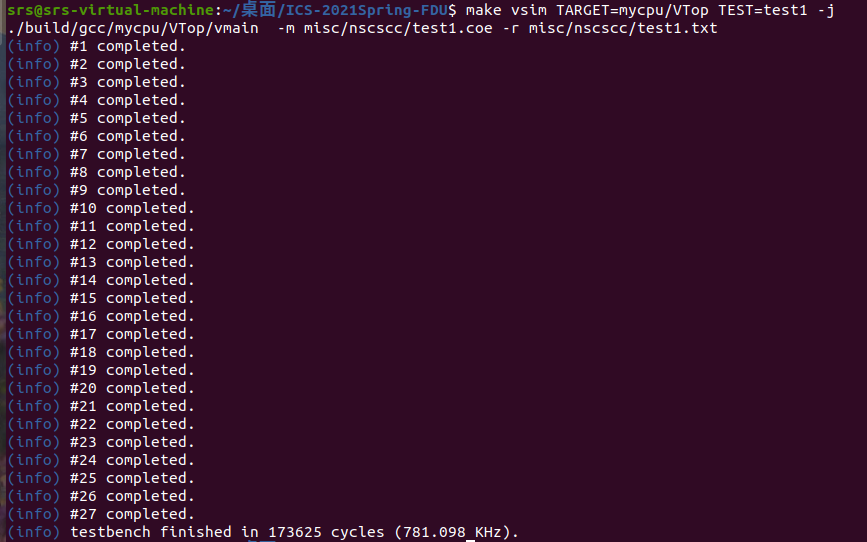 srs@srs-virtual-machine:~/桌面/ICS-2021Spring-FDU$ make vsim TARGET=mycpu/VTop TEST=test1 -j
./build/gcc/mycpu/VTop/vmain  -m misc/nscscc/test1.coe -r misc/nscscc/test1.txt
(info) #1 completed.
(info) #2 completed.
(info) #3 completed.
(info) #4 completed.
(info) #5 completed.
(info) #6 completed.
(info) #7 completed.
(info) #8 completed.
(info) #9 completed.
(info) #10 completed.
(info) #11 completed.
(info) #12 completed.
(info) #13 completed.
(info) #14 completed.
(info) #15 completed.
(info) #16 completed.
(info) #17 completed.
(info) #18 completed.
(info) #19 completed.
(info) #20 completed.
(info) #21 completed.
(info) #22 completed.
(info) #23 completed.
(info) #24 completed.
(info) #25 completed.
(info) #26 completed.
(info) #27 completed.
(info) testbench finished in 173625 cycles (781.098 KHz).